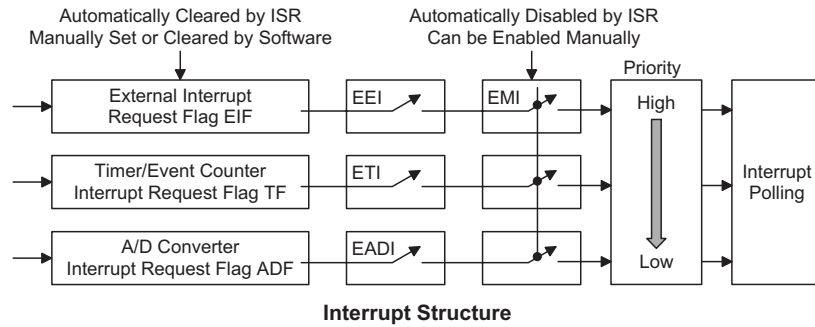 Automatically Cleared by ISR
Manually Set or Cleared by Software
Automatically Disabled by ISR
Can be Enabled Manually
Priority
External Interrupt
Request Flag EIF
EEI
EMI
High
Timer/Event Counter
Interrupt Request Flag TF
ETI
Interrupt
Polling
A/D Converter
Interrupt Request Flag ADF
EADI
Low
Interrupt Structure